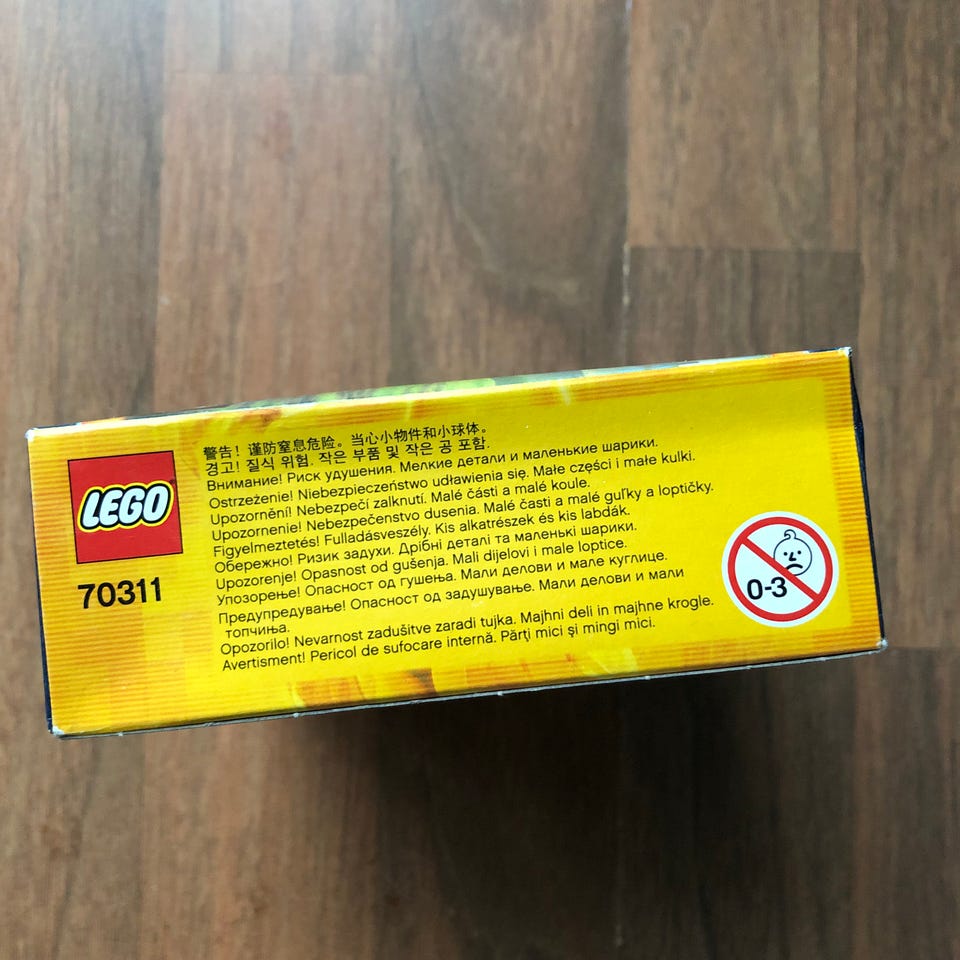 LEGO
70311
警告！谨防窒息危险。当心小物件和小球体。
경고! 질식 위험. 작은 부품 및 작은 공 포함.
Внимание! Риск удушения. Мелкие детали и маленькие шарики.
Ostrzeżenie! Niebezpieczeństwo udławienia się. Małe części i małe kulki.
Upozornění! Nebezpečí zalknutí. Malé části a malé koule.
Upozornenie! Nebezpečenstvo dusenia. Malé časti a malé guľky a loptičky.
Figyelmeztetés! Fulladásveszély. Kis alkatrészek és kis labdák.
Обережно! Ризик задухи. Дрібні деталі та маленькі шарики.
Upozorenje! Opasnost od gušenja. Mali dijelovi i male loptice.
Упозорење! Опасност од гушења. Мали делови и мале куглице.
Предупредување! Опасност од задушување. Мали делови и мали
топчиња.
Opozorilo! Nevarnost zadušitve zaradi tujka. Majhni deli in majhne krogle.
Avertisment! Pericol de sufocare internă. Părţi mici şi mingi mici.
0-3